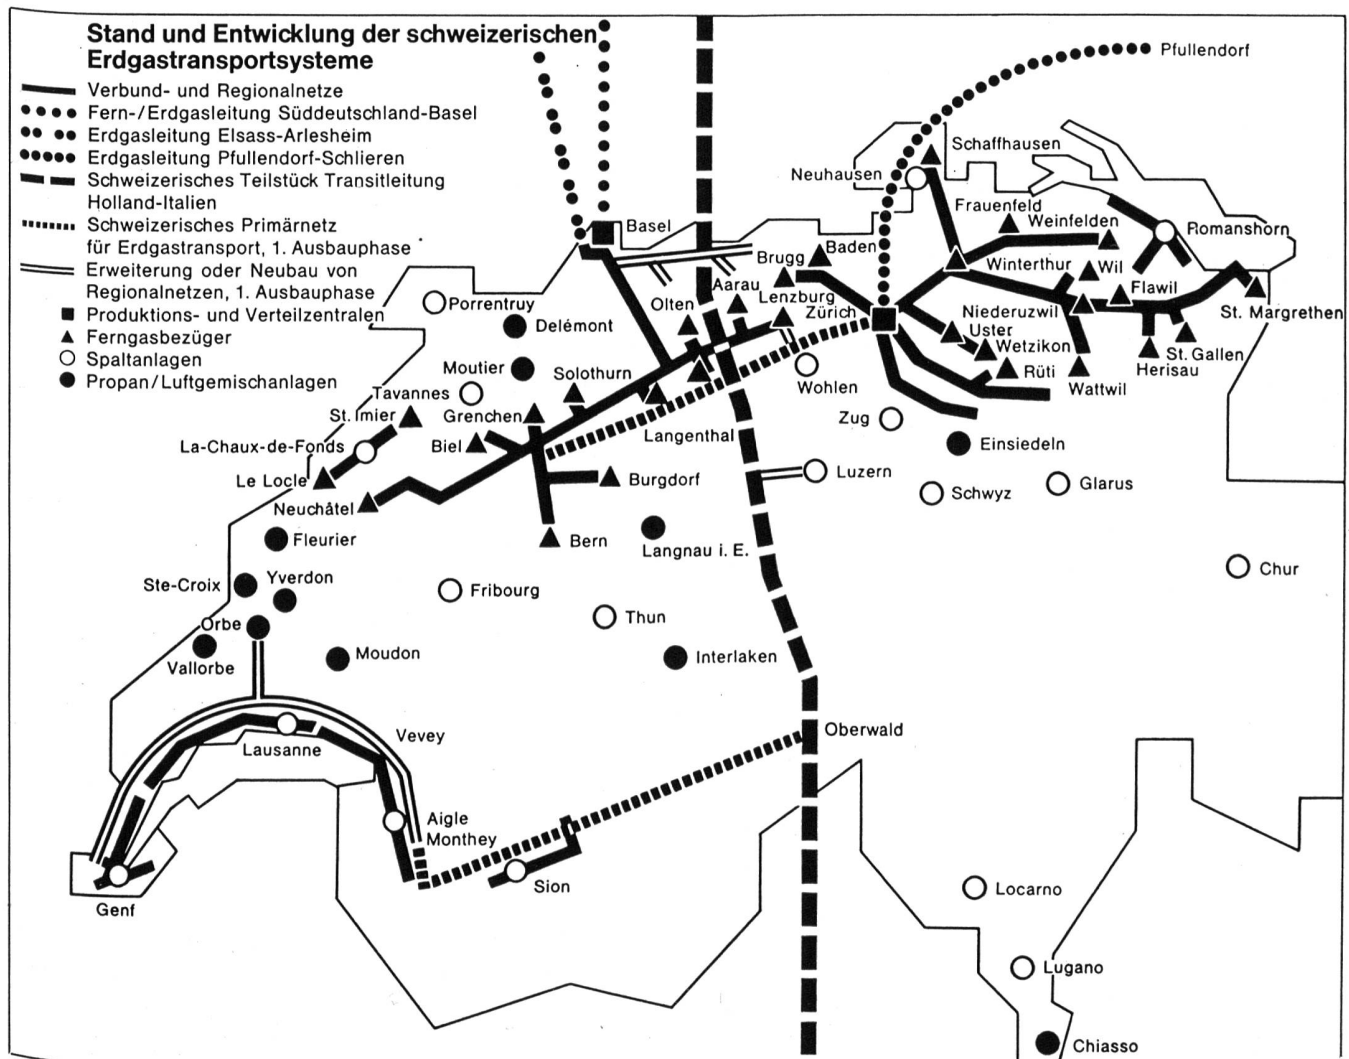 Stand und Entwicklung der schweizerischen
Erdgastransportsysteme
Verbund- und Regionalnetze
Fern-/Erdgasleitung Süddeutschland-Basel
Erdgasleitung Elsass-Arlesheim
Erdgasleitung Pfullendorf-Schlieren
Schweizerisches Teilstück Transitleitung
Holland-Italien
Schweizerisches Primärnetz
für Erdgastransport, 1. Ausbauphase
Erweiterung oder Neubau von
Regionalnetzen, 1. Ausbauphase
Produktions- und Verteilzentralen
Ferngasbezüger
Spaltanlagen
Propan/Luftgemischanlagen
Pfullendorf
Schaffhausen
Neuhausen
Frauenfeld
Weinfelden
Romanshorn
Basel
Baden
Brugg
Winterthur
Wil
Aarau
Flawil
Lenzburg
Olten
Zürich
Niederuzwil
St. Margrethen
Porrentruy
Delémont
Uster
Wetzikon
St. Gallen
Herisau
Moutier
Solothurn
Rüti
Wattwil
Wohlen
Tavannes
St. Imier
Grenchen
Zug
Langenthal
La-Chaux-de-Fonds
Biel
Einsiedeln
Le Locle
Burgdorf
Luzern
Schwyz
Glarus
Neuchâtel
Fleurier
Bern
Langnau i. E.
Chur
Ste-Croix
Yverdon
Fribourg
Thun
Orbe
Vallorbe
Moudon
Interlaken
Vevey
Lausanne
Oberwald
Aigle
Monthey
Sion
Genf
Locarno
Lugano
Chiasso